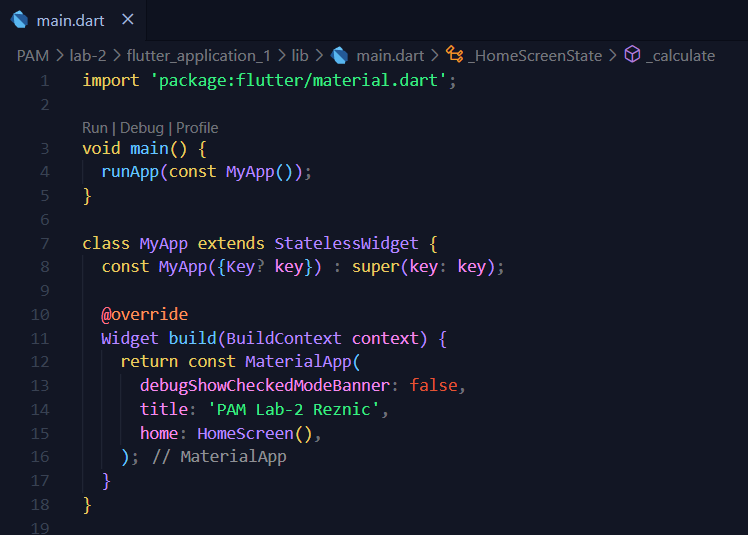 main.dart ×
PAM > lab-2 > flutter_application_1 > lib > main.dart > _HomeScreenState > _calculate
1 import 'package:flutter/material.dart';
2
Run | Debug | Profile
3 void main() {
4   runApp(const MyApp());
5 }
6
7 class MyApp extends StatelessWidget {
8   const MyApp({Key? key}) : super(key: key);
9
10   @override
11   Widget build(BuildContext context) {
12     return const MaterialApp(
13       debugShowCheckedModeBanner: false,
14       title: 'PAM Lab-2 Reznic',
15       home: HomeScreen(),
16     ); // MaterialApp
17   }
18 }
19